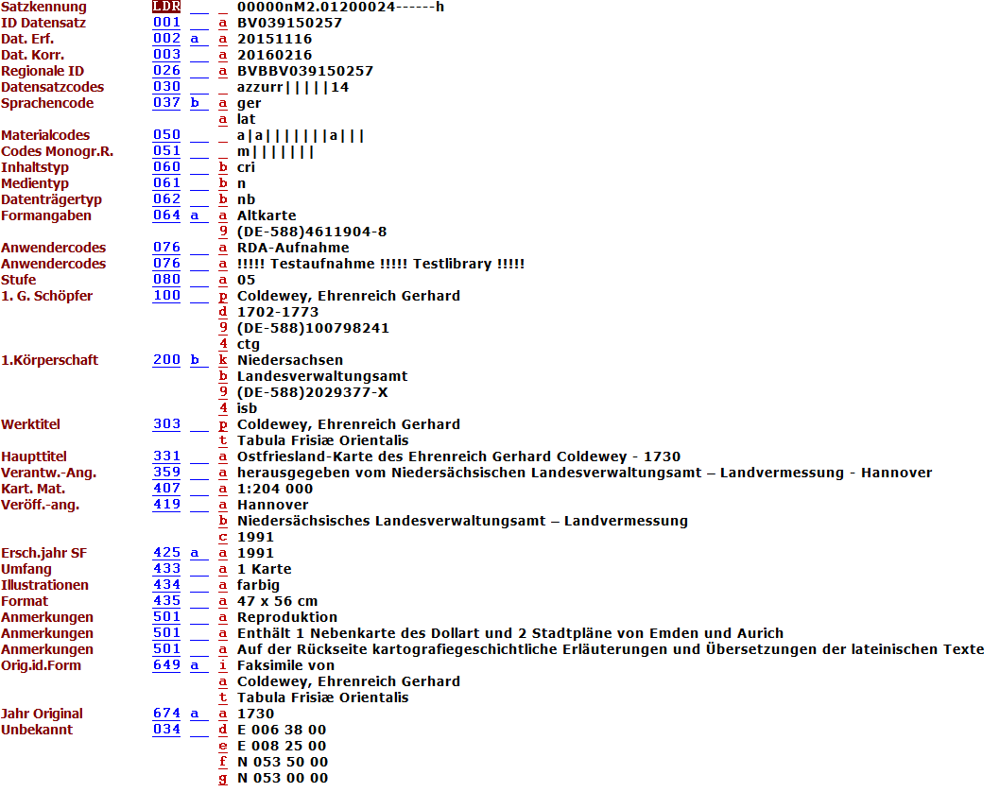 Satzkennung LDR _ 00000nM2.01200024------h
ID Datensatz 001 a BV039150257
Dat. Erf. 002 a a 20151116
Dat. Korr. 003 a 20160216
Regionale ID 026 a BVBBV039150257
Datensatzcodes 030 _ azzurr|||||14
Sprachencode 037 b a ger
a lat
Materialcodes 050 _ a|a|||||||a|||
Codes Monogr.R. 051 _ m|||||||
Inhaltstyp 060 b cri
Medientyp 061 b n
Datenträgertyp 062 b nb
Formangaben 064 a a Altkarte
9 (DE-588)4611904-8
Anwendercodes 076 a RDA-Aufnahme
Anwendercodes 076 a !!!!! Testaufnahme !!!!! Testlibrary !!!!!
Stufe 080 a 05
1. G. Schöpfer 100 p Coldewey, Ehrenreich Gerhard
d 1702-1773
9 (DE-588)100798241
4 ctg
1.Körperschaft 200 b k Niedersachsen
b Landesverwaltungsamt
9 (DE-588)2029377-X
4 isb
Werktitel 303 p Coldewey, Ehrenreich Gerhard
t Tabula Frisiæ Orientalis
Haupttitel 331 a Ostfriesland-Karte des Ehrenreich Gerhard Coldewey - 1730
Verantw.-Ang. 359 a herausgegeben vom Niedersächsischen Landesverwaltungsamt – Landvermessung - Hannover
Kart. Mat. 407 a 1:204 000
Veröff.-ang. 419 a Hannover
b Niedersächsisches Landesverwaltungsamt – Landvermessung
c 1991
Ersch.jahr SF 425 a a 1991
Umfang 433 a 1 Karte
Illustrationen 434 a farbig
Format 435 a 47 x 56 cm
Anmerkungen 501 a Reproduktion
Anmerkungen 501 a Enthält 1 Nebenkarte des Dollart und 2 Stadtpläne von Emden und Aurich
Anmerkungen 501 a Auf der Rückseite kartografiegeschichtliche Erläuterungen und Übersetzungen der lateinischen Texte
Orig.id.Form 649 a i Faksimile von
a Coldewey, Ehrenreich Gerhard
t Tabula Frisiæ Orientalis
Jahr Original 674 a a 1730
Unbekannt 034 d E 006 38 00
e E 008 25 00
f N 053 50 00
g N 053 00 00